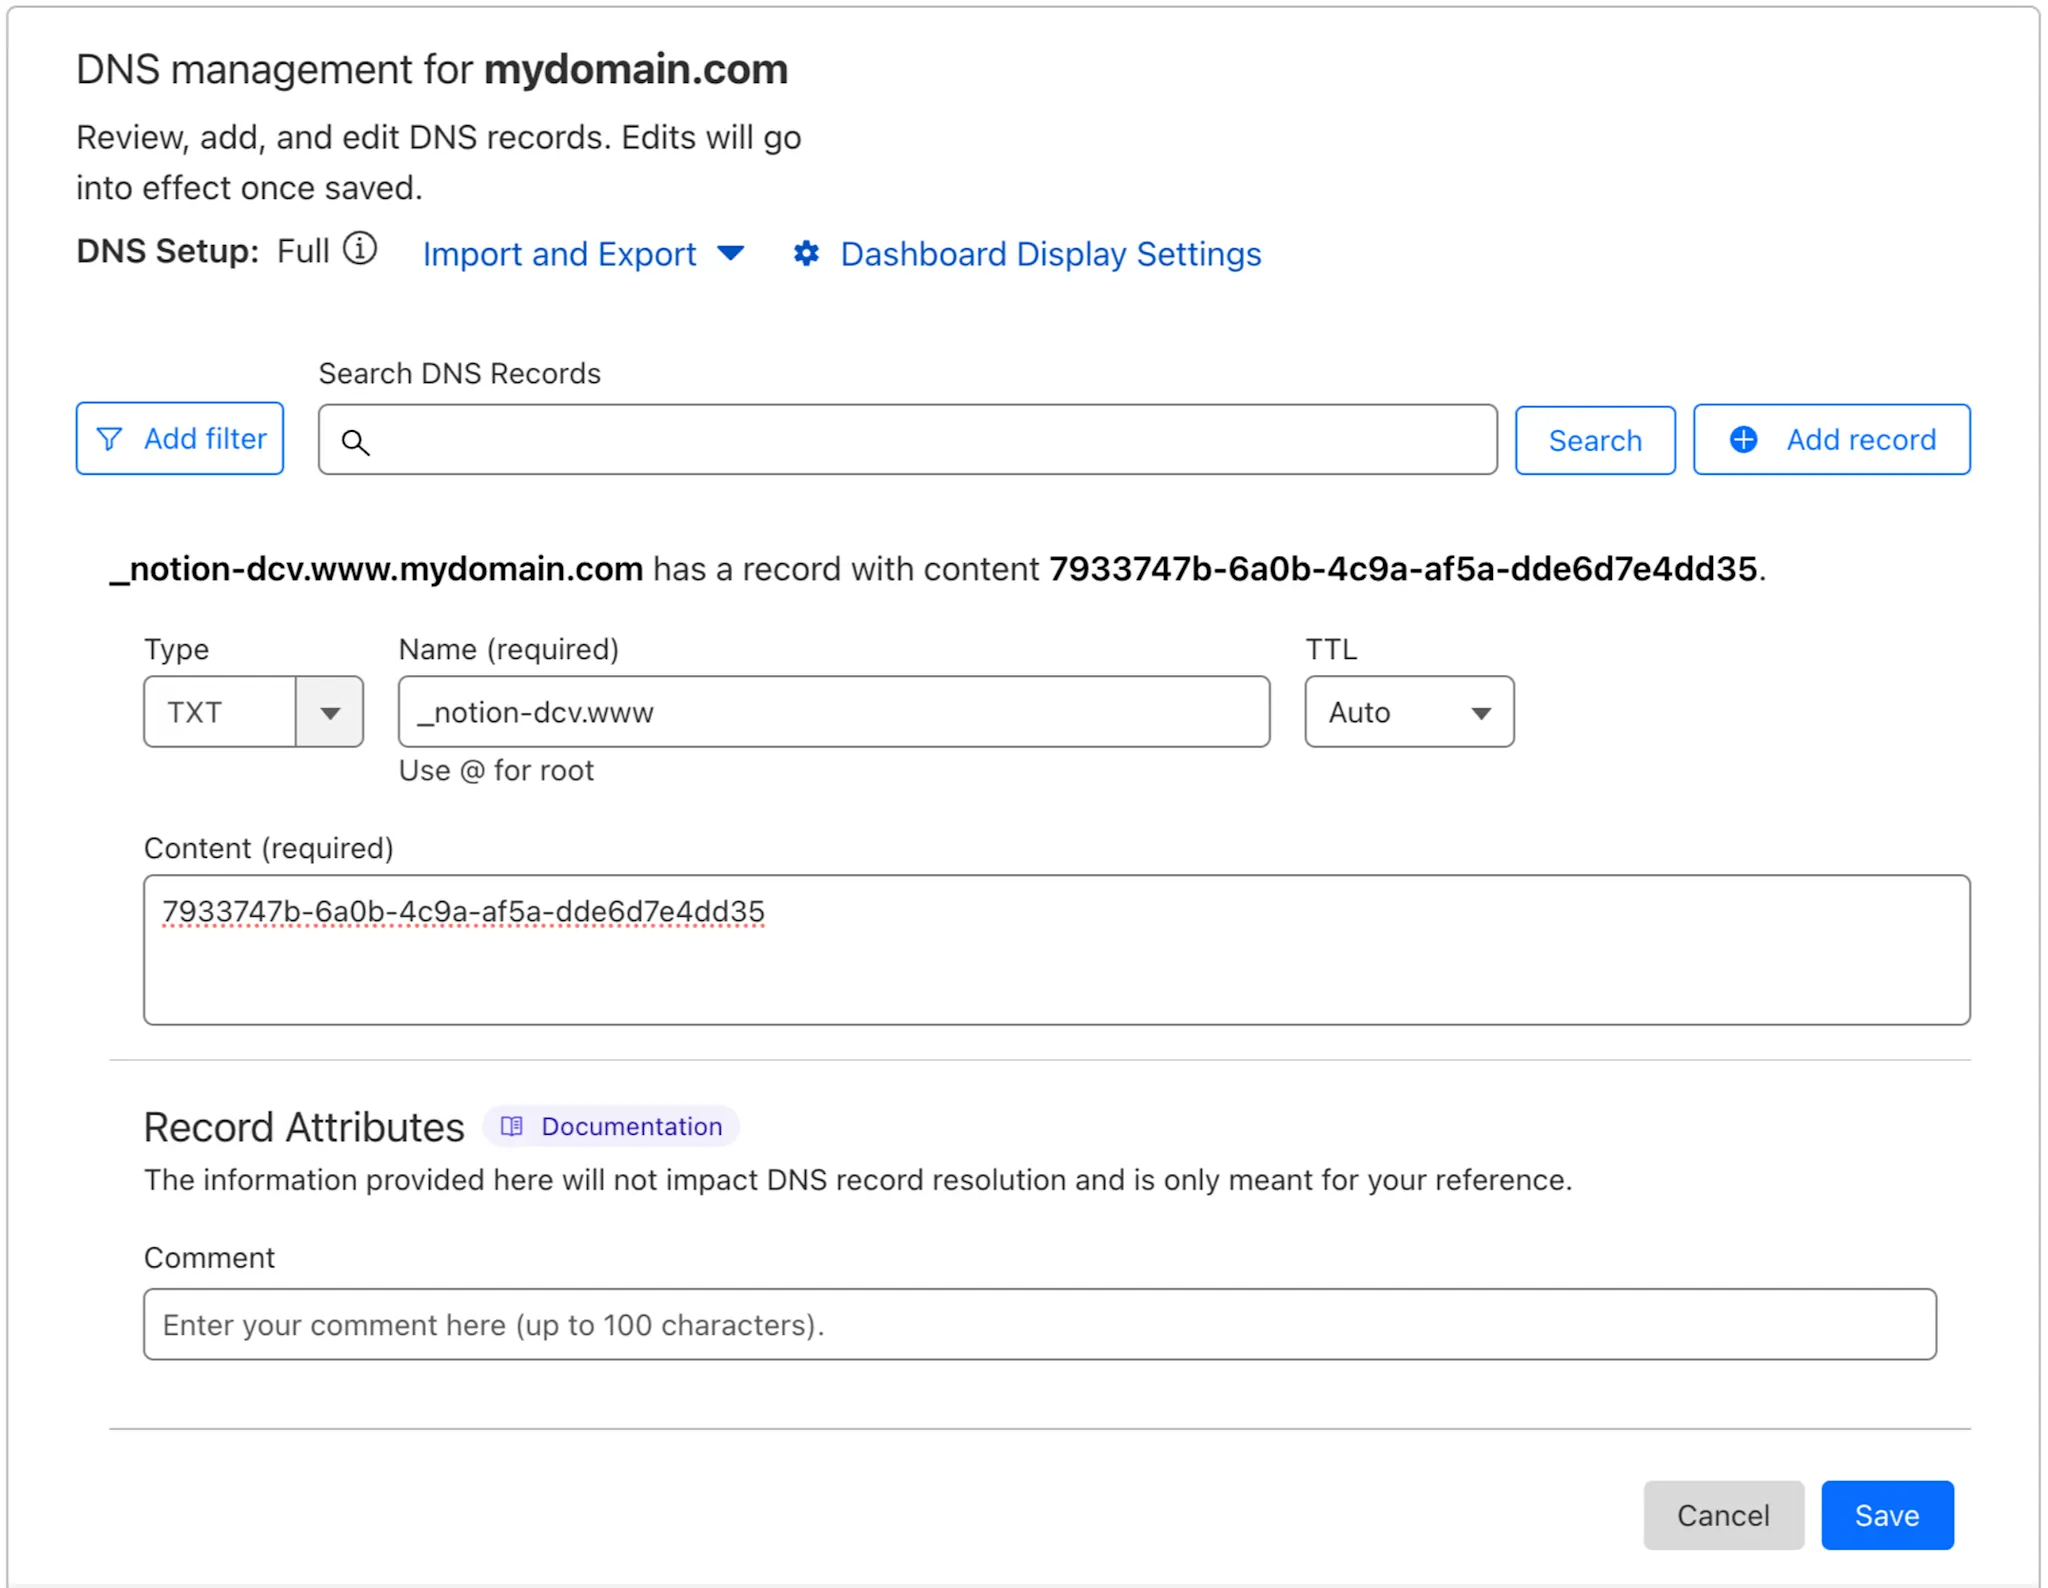 DNS management for mydomain.com
Review, add, and edit DNS records. Edits will go
into effect once saved.
DNS Setup: Full Import and Export Dashboard Display Settings
Search DNS Records
Add filter Search Add record
_notion-dcv.www.mydomain.com has a record with content 7933747b-6a0b-4c9a-af5a-dde6d7e4dd35.
Type Name (required) TTL
TXT _notion-dcv.www Auto
Use @ for root
Content (required)
7933747b-6a0b-4c9a-af5a-dde6d7e4dd35
Record Attributes Documentation
The information provided here will not impact DNS record resolution and is only meant for your reference.
Comment
Enter your comment here (up to 100 characters).
Cancel Save